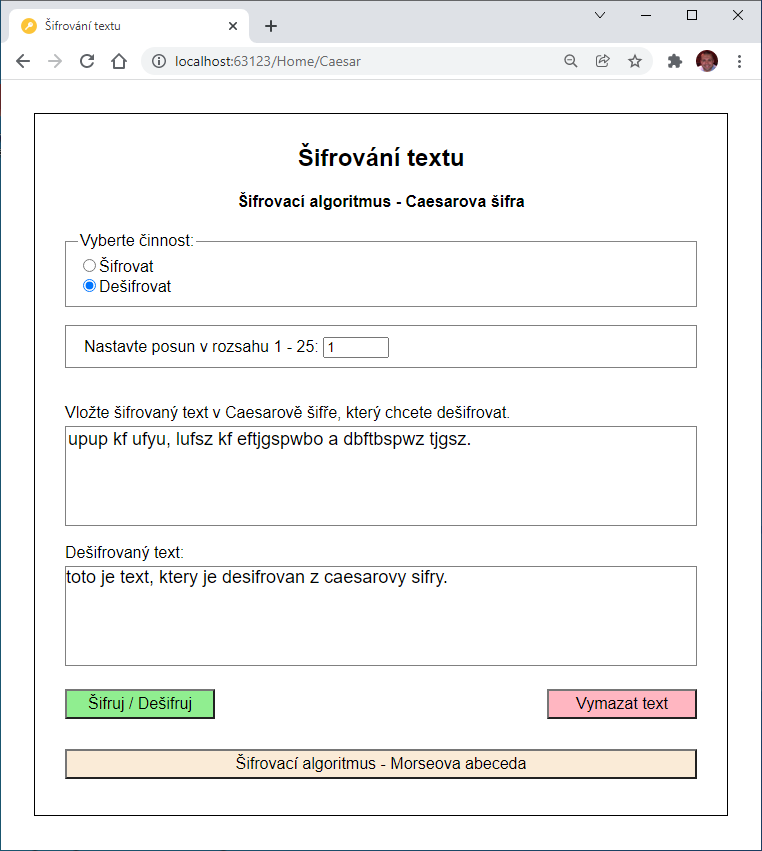 Šifrování textu
localhost:63123/Home/Caesar
Šifrování textu
Šifrovací algoritmus - Caesarova šifra
Vyberte činnost:
Šifrovat
Dešifrovat
Nastavte posun v rozsahu 1 - 25: 1
Vložte šifrovaný text v Caesarově šifře, který chcete dešifrovat.
upup kf ufyu, lufsz kf eftjgspwbo a dbftbspwz tjgsz.
Dešifrovaný text:
toto je text, ktery je desifrovan z caesarovy sifry.
Šifruj / Dešifruj Vymazat text
Šifrovací algoritmus - Morseova abeceda